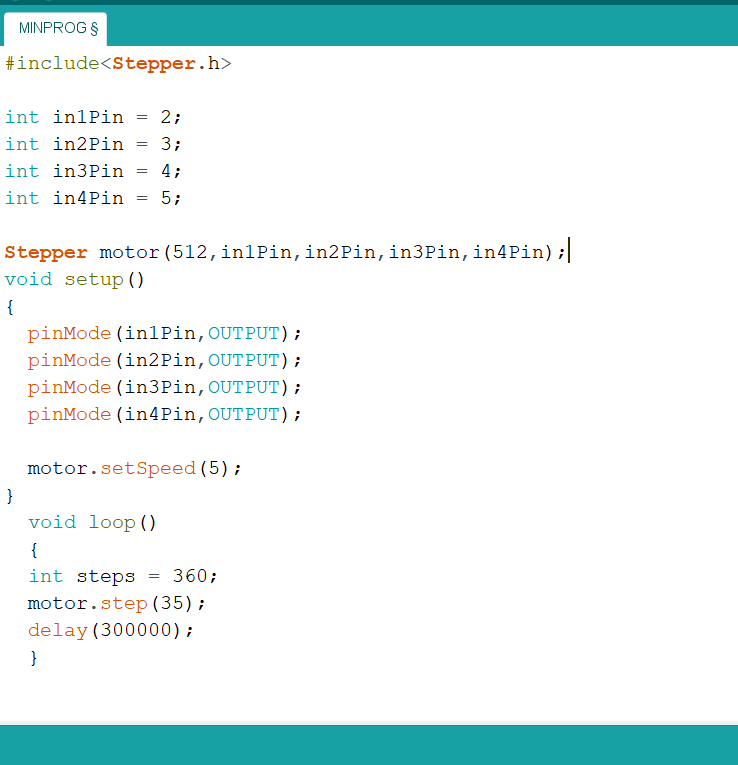 MINPROG §
#include<Stepper.h>
int in1Pin = 2;
int in2Pin = 3;
int in3Pin = 4;
int in4Pin = 5;
Stepper motor(512,in1Pin,in2Pin,in3Pin,in4Pin);
void setup()
{
pinMode(in1Pin,OUTPUT);
pinMode(in2Pin,OUTPUT);
pinMode(in3Pin,OUTPUT);
pinMode(in4Pin,OUTPUT);
motor.setSpeed(5);
}
void loop()
{
int steps = 360;
motor.step(35);
delay(300000);
}